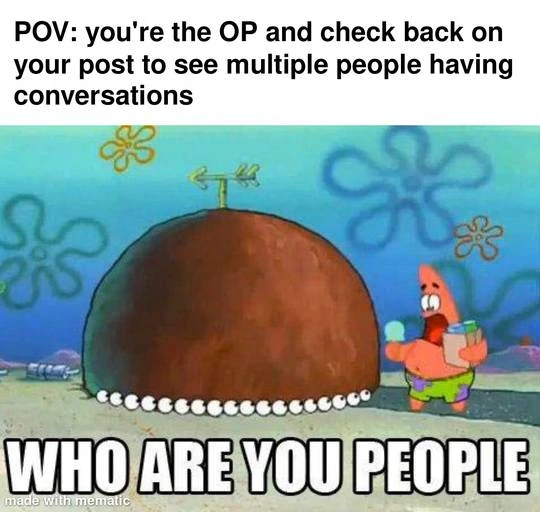 POV: you're the OP and check back on
your post to see multiple people having
conversations
WHO ARE YOU PEOPLE
made with mematic